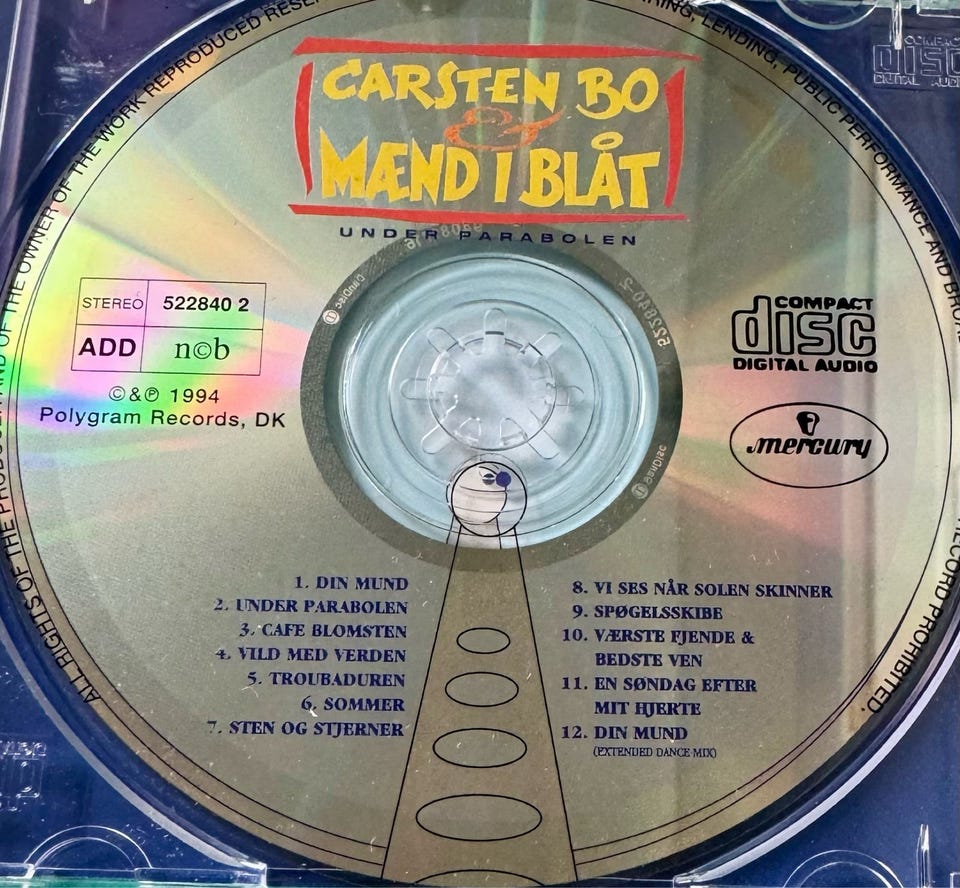 ALL RIGHTS OF THE PRODUCER AND OF THE OWNER OF THE WORK REPRODUCED
LENDING, PUBLIC PERFORMANCE AND
RECORD PROHIBITED.
CARSTEN BO
&
MÆND I BLÅT
UNDER PARABOLEN
STEREO 522840 2
ADD n©b
©&℗ 1994
Polygram Records, DK
COMPACT
disc
DIGITAL AUDIO
mercury
1. DIN MUND
2. UNDER PARABOLEN
3. CAFE BLOMSTEN
4. VILD MED VERDEN
5. TROUBADUREN
6. SOMMER
7. STEN OG STJERNER
8. VI SES NÅR SOLEN SKINNER
9. SPØGELSSKIBE
10. VÆRSTE FJENDE &
BEDSTE VEN
11. EN SØNDAG EFTER
MIT HJERTE
12. DIN MUND
(EXTENDED DANCE MIX)